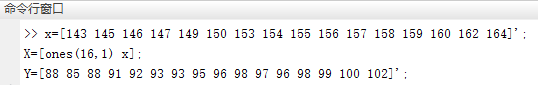 命令行窗口
>> x=[143 145 146 147 149 150 153 154 155 156 157 158 159 160 162 164]';
X=[ones(16,1) x];
Y=[88 85 88 91 92 93 93 95 96 98 97 96 98 99 100 102]';